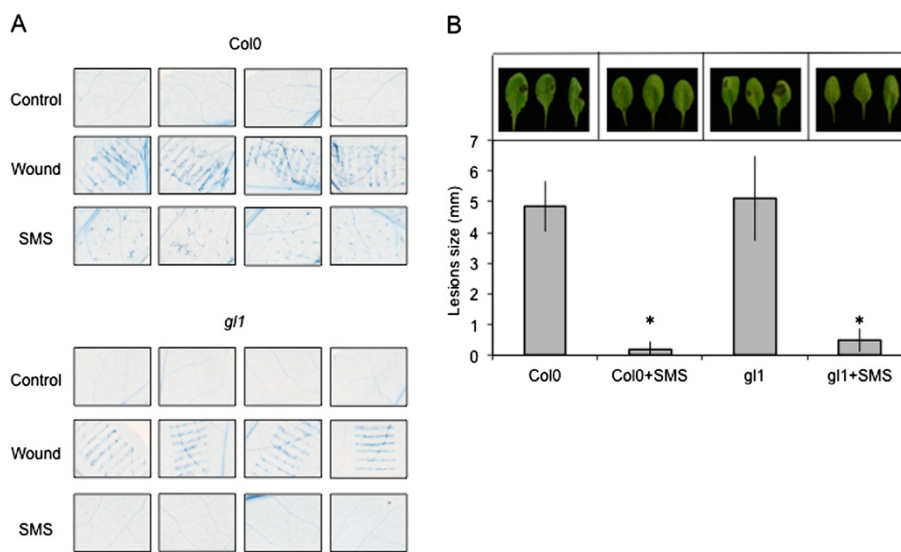 A
Col0
Control
Wound
SMS
gl1
Control
Wound
SMS
B
7
6
5
4
3
2
1
0
Lesions size (mm)
*
*
Col0
Col0+SMS
gl1
gl1+SMS